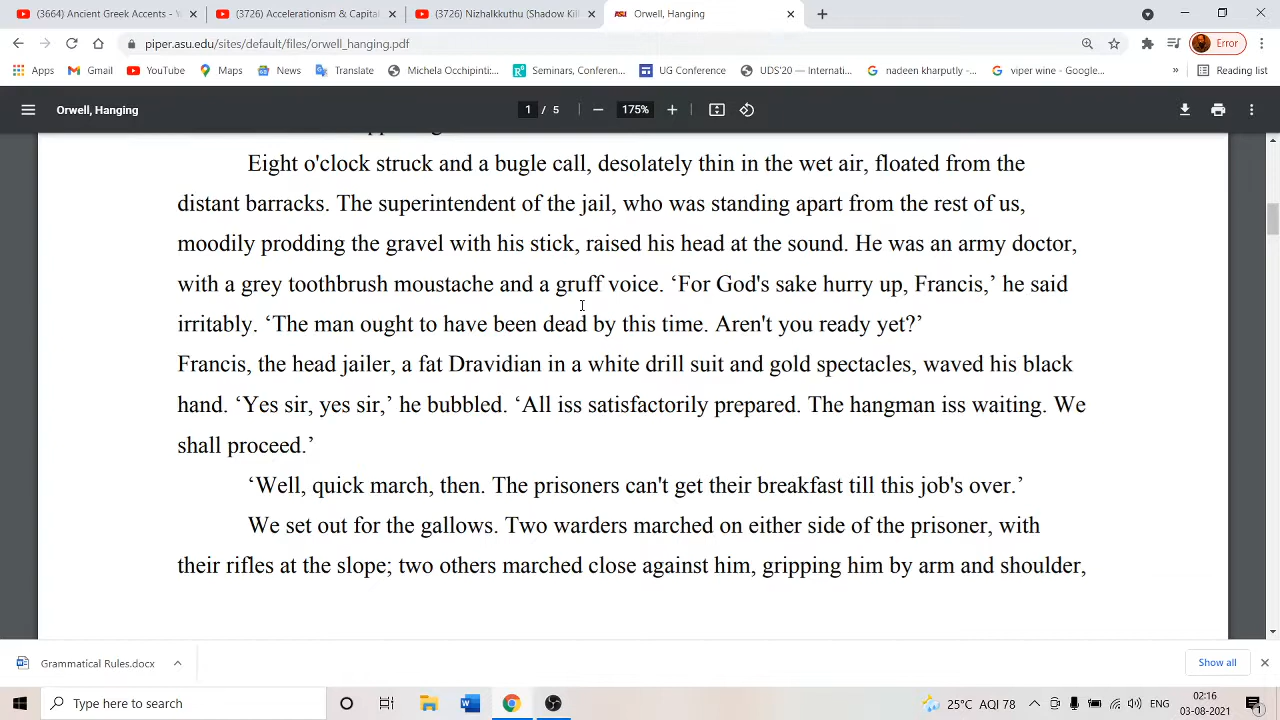 (3664) Ancient Greek Accents - Y
(3726) Accelerationism & Capital
(3726) Nizhalkkuthu (Shadow Kill
Orwell, Hanging
piper.asu.edu/sites/default/files/orwell_hanging.pdf
Error
Apps
Gmail
YouTube
Maps
News
Translate
Michela Occhipinti:...
Seminars, Conferen...
UG Conference
UDS'20 — Internati...
nadeen kharputly -...
viper wine - Google...
»
Reading list
Orwell, Hanging
1 / 5
175%
Eight o'clock struck and a bugle call, desolately thin in the wet air, floated from the
distant barracks. The superintendent of the jail, who was standing apart from the rest of us,
moodily prodding the gravel with his stick, raised his head at the sound. He was an army doctor,
with a grey toothbrush moustache and a gruff voice. ‘For God's sake hurry up, Francis,’ he said
irritably. ‘The man ought to have been dead by this time. Aren't you ready yet?’
Francis, the head jailer, a fat Dravidian in a white drill suit and gold spectacles, waved his black
hand. ‘Yes sir, yes sir,’ he bubbled. ‘All iss satisfactorily prepared. The hangman iss waiting. We
shall proceed.’
‘Well, quick march, then. The prisoners can't get their breakfast till this job's over.’
We set out for the gallows. Two warders marched on either side of the prisoner, with
their rifles at the slope; two others marched close against him, gripping him by arm and shoulder,
Grammatical Rules.docx
Show all
Type here to search
25°C AQI 78
ENG
02:16
03-08-2021